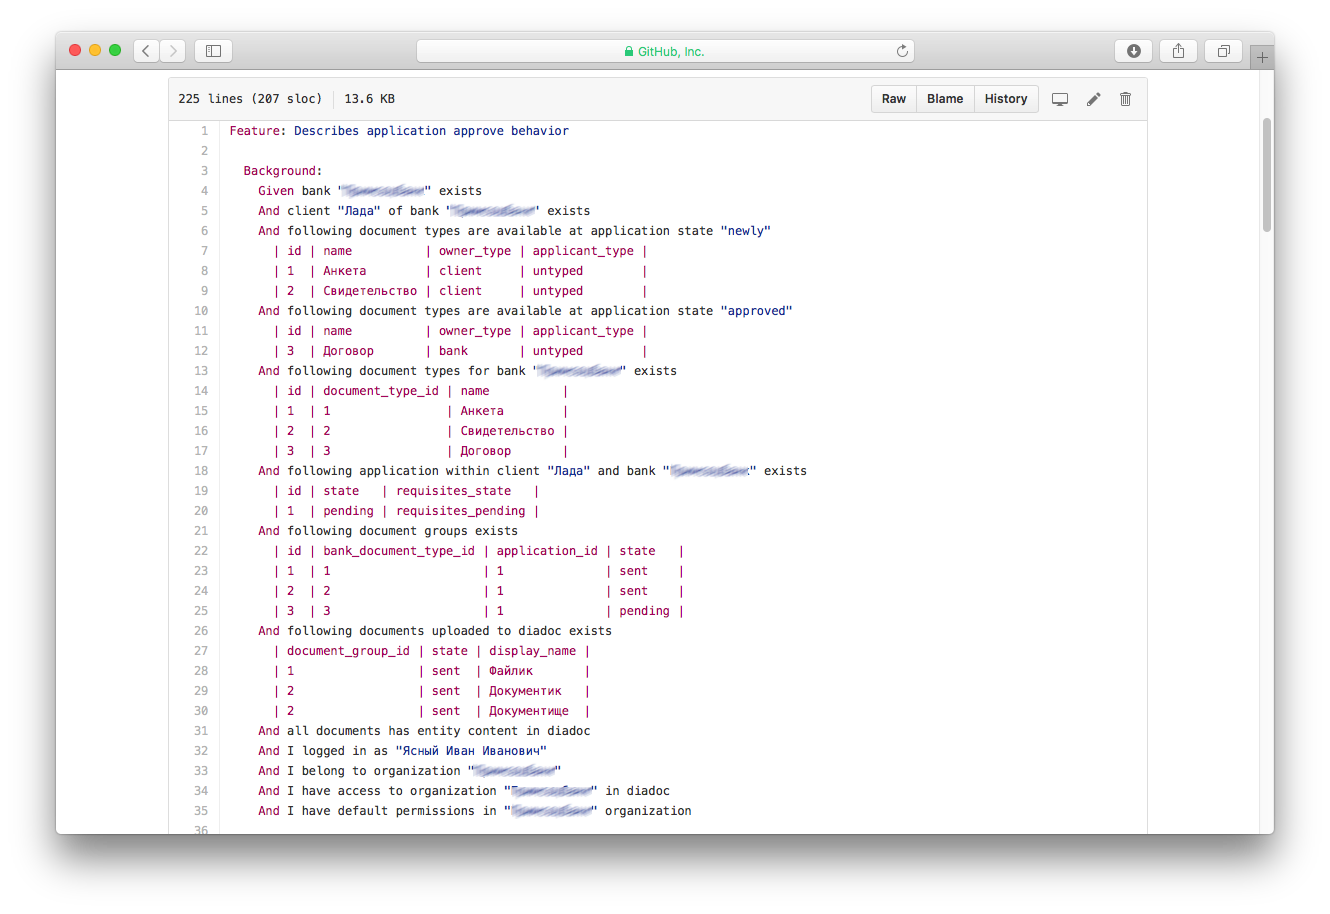 GitHub, Inc.
225 lines (207 sloc) 13.6 KB Raw Blame History
1 Feature: Describes application approve behavior
2
3 Background:
4 Given bank "" exists
5 And client "Лада" of bank "" exists
6 And following document types are available at application state "newly"
7 | id | name | owner_type | applicant_type |
8 | 1 | Анкета | client | untyped |
9 | 2 | Свидетельство | client | untyped |
10 And following document types are available at application state "approved"
11 | id | name | owner_type | applicant_type |
12 | 3 | Договор | bank | untyped |
13 And following document types for bank "" exists
14 | id | document_type_id | name |
15 | 1 | 1 | Анкета |
16 | 2 | 2 | Свидетельство |
17 | 3 | 3 | Договор |
18 And following application within client "Лада" and bank "" exists
19 | id | state | requisites_state |
20 | 1 | pending | requisites_pending |
21 And following document groups exists
22 | id | bank_document_type_id | application_id | state |
23 | 1 | 1 | 1 | sent |
24 | 2 | 2 | 1 | sent |
25 | 3 | 3 | 1 | pending |
26 And following documents uploaded to diadoc exists
27 | document_group_id | state | display_name |
28 | 1 | sent | Файлик |
29 | 2 | sent | Документик |
30 | 2 | sent | Документище |
31 And all documents has entity content in diadoc
32 And I logged in as "Ясный Иван Иванович"
33 And I belong to organization ""
34 And I have access to organization "" in diadoc
35 And I have default permissions in "" organization
36